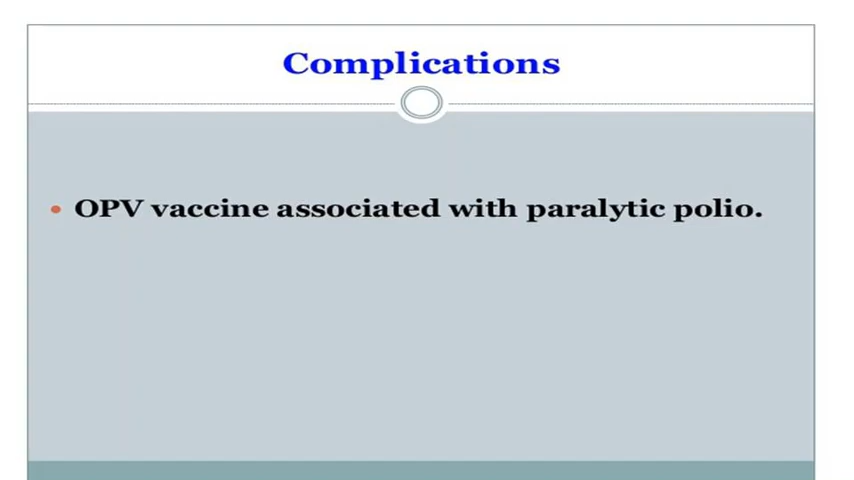 Complications
• OPV vaccine associated with paralytic polio.